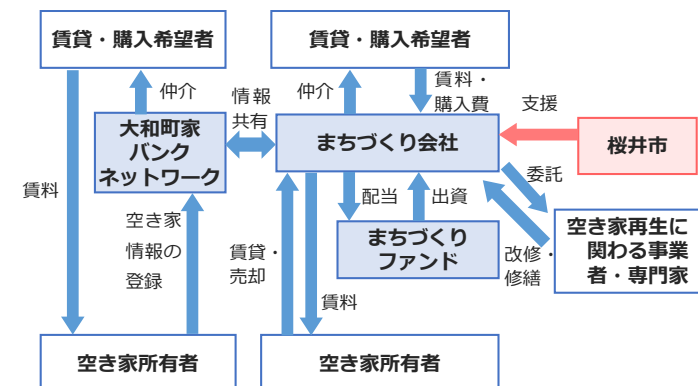 賃貸・購入希望者
賃貸・購入希望者
仲介
情報
共有
仲介
賃料・
購入費
支援
大和町家
バンク
ネットワーク
まちづくり会社
桜井市
賃料
配当
出資
委託
空き家
情報の
登録
賃貸・
売却
まちづくり
ファンド
改修・
修繕
空き家再生に
関わる事業
者・専門家
賃料
空き家所有者
空き家所有者